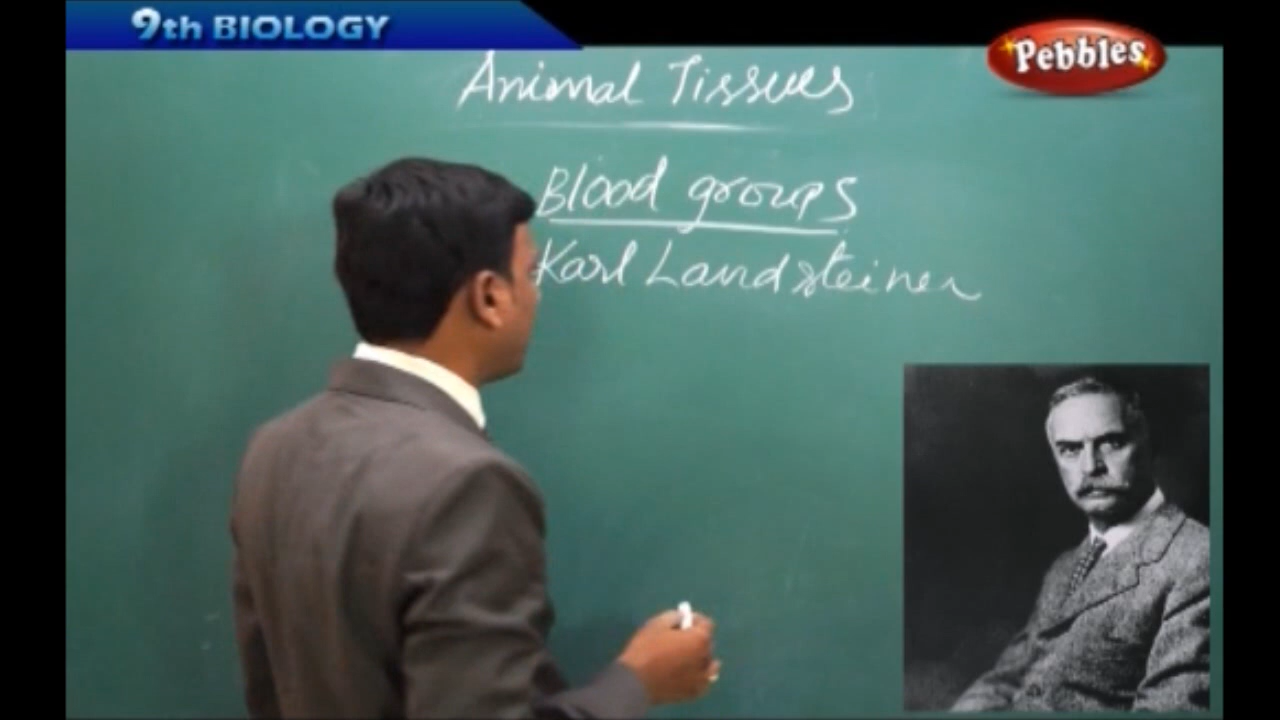 9th BIOLOGY
Pebbles
Animal Tissues
Blood groups
Karl Landsteiner